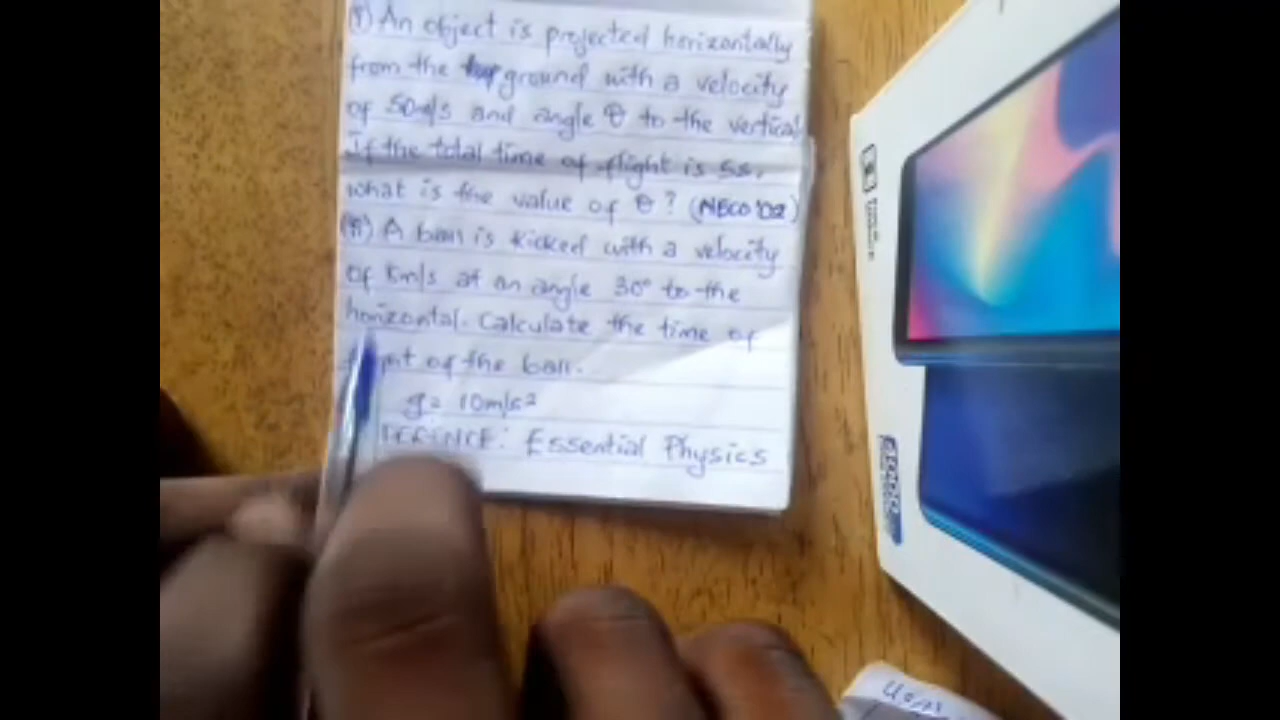 An object is projected horizontally
from the ground with a velocity
of 50m/s and angle θ to the vertical
If the total time of flight is 5s,
what is the value of θ? (NECO '02)
A ball is kicked with a velocity
of m/s at an angle 30° to the
horizontal. Calculate the time of
of the ball.
g= 10m/s²
Essential Physics